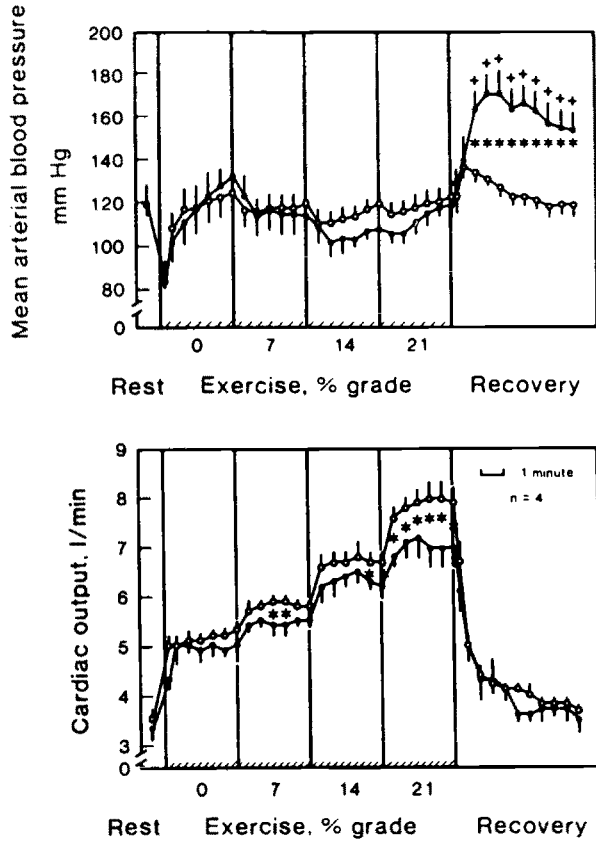 Mean arterial blood pressure
mm Hg
200
180
160
140
120
100
80
0
+ + + + + + + + +
* * * * * * * * *
0 7 14 21
Rest Exercise, % grade Recovery
Cardiac output, l/min
9
8
7
6
5
4
3
0
1 minute
n = 4
* * * * * *
*
**
0 7 14 21
Rest Exercise, % grade Recovery